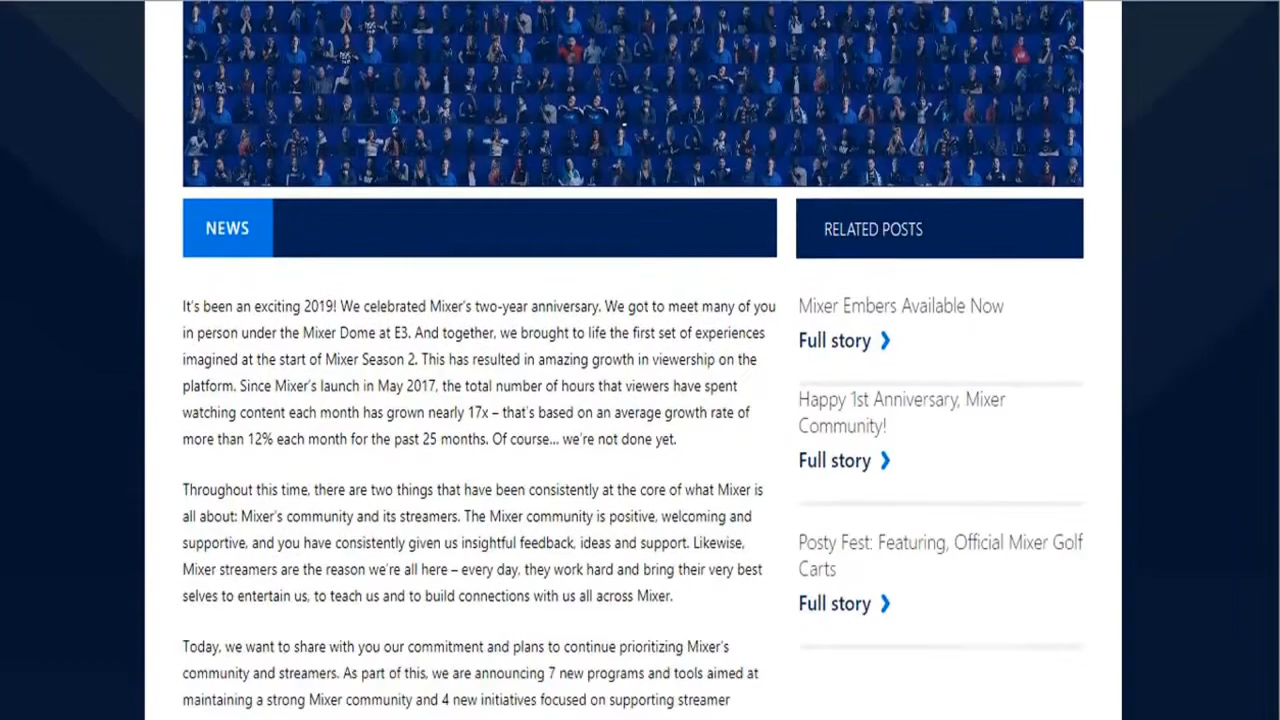 NEWS
It's been an exciting 2019! We celebrated Mixer's two-year anniversary. We got to meet many of you
in person under the Mixer Dome at E3. And together, we brought to life the first set of experiences
imagined at the start of Mixer Season 2. This has resulted in amazing growth in viewership on the
platform. Since Mixer's launch in May 2017, the total number of hours that viewers have spent
watching content each month has grown nearly 17x – that's based on an average growth rate of
more than 12% each month for the past 25 months. Of course... we're not done yet.
Throughout this time, there are two things that have been consistently at the core of what Mixer is
all about: Mixer's community and its streamers. The Mixer community is positive, welcoming and
supportive, and you have consistently given us insightful feedback, ideas and support. Likewise,
Mixer streamers are the reason we're all here – every day, they work hard and bring their very best
selves to entertain us, to teach us and to build connections with us all across Mixer.
Today, we want to share with you our commitment and plans to continue prioritizing Mixer's
community and streamers. As part of this, we are announcing 7 new programs and tools aimed at
maintaining a strong Mixer community and 4 new initiatives focused on supporting streamer
RELATED POSTS
Mixer Embers Available Now
Full story ❯
Happy 1st Anniversary, Mixer
Community!
Full story ❯
Posty Fest: Featuring, Official Mixer Golf
Carts
Full story ❯